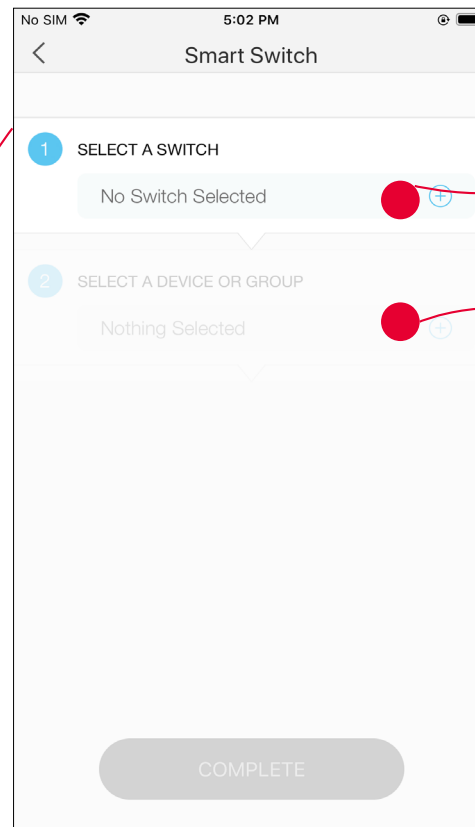 No SIM 5:02 PM
Smart Switch
1 SELECT A SWITCH
No Switch Selected
2 SELECT A DEVICE OR GROUP
Nothing Selected
COMPLETE